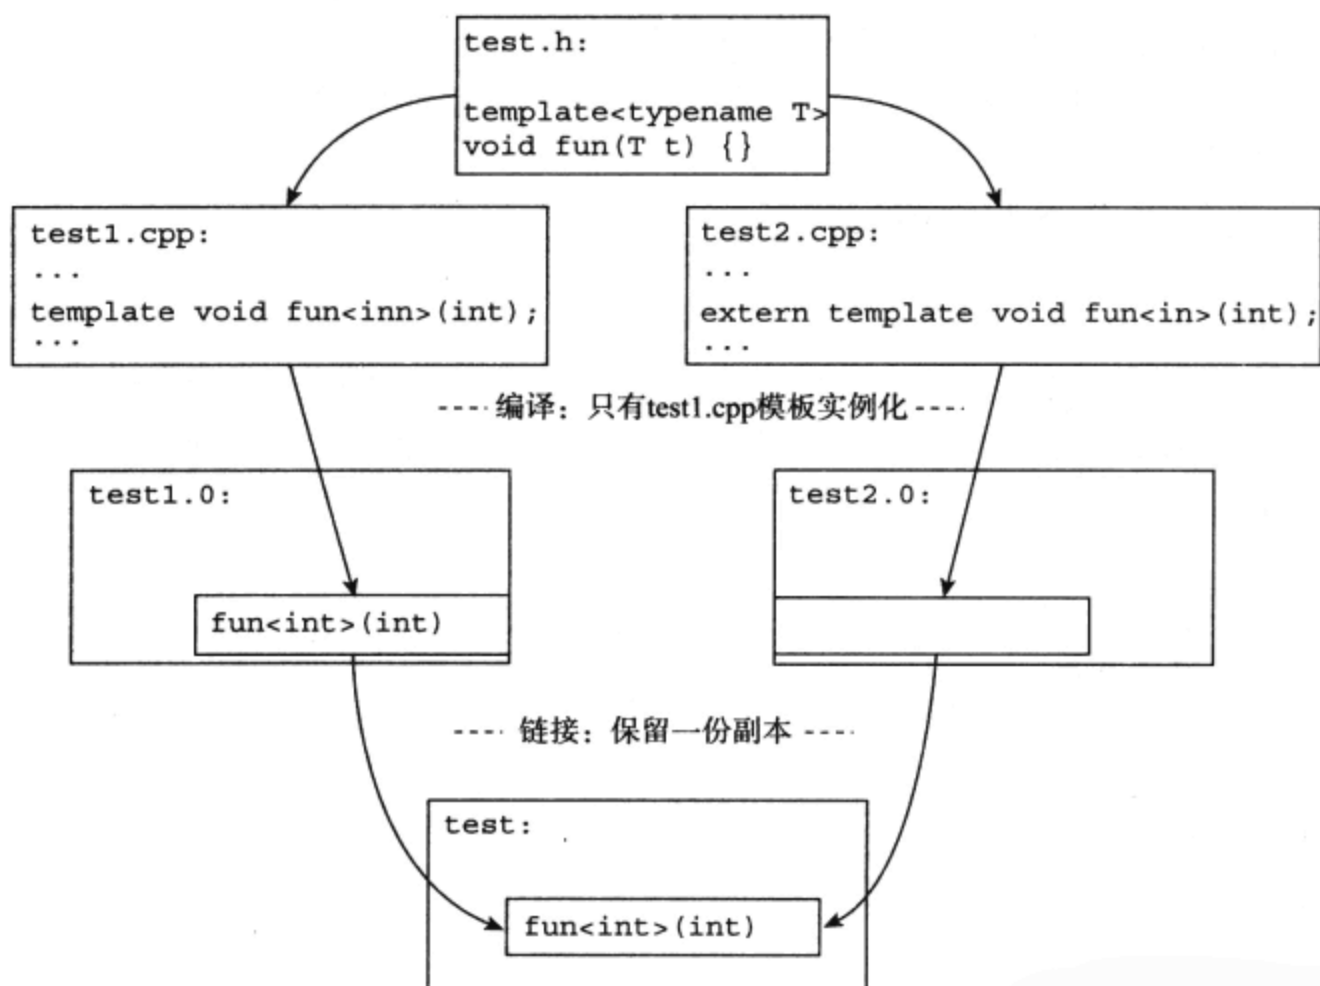 test.h:
template<typename T>
void fun(T t) {}
test1.cpp:
...
template void fun<inn>(int);
...
test2.cpp:
...
extern template void fun<in>(int);
...
---- 编译：只有test1.cpp模板实例化 ----
test1.0:
fun<int>(int)
test2.0:
---- 链接：保留一份副本 ----
test:
fun<int>(int)